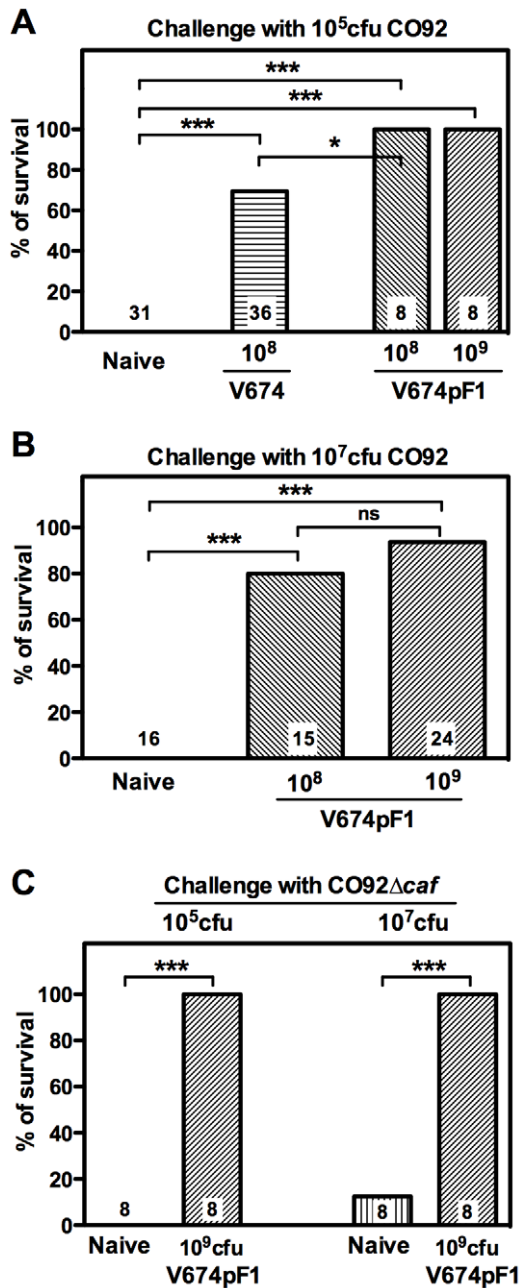 A
Challenge with 10⁵cfu CO92
% of survival
100
80
60
40
20
0
***
***
***
*
31
36
8
8
Naive
10⁸
10⁸
10⁹
V674
V674pF1
B
Challenge with 10⁷cfu CO92
% of survival
100
80
60
40
20
0
***
ns
***
16
15
24
Naive
10⁸
10⁹
V674pF1
C
Challenge with CO92Δcaf
10⁵cfu
10⁷cfu
% of survival
100
80
60
40
20
0
***
***
8
8
8
8
Naive
10⁹cfu
V674pF1
Naive
10⁹cfu
V674pF1